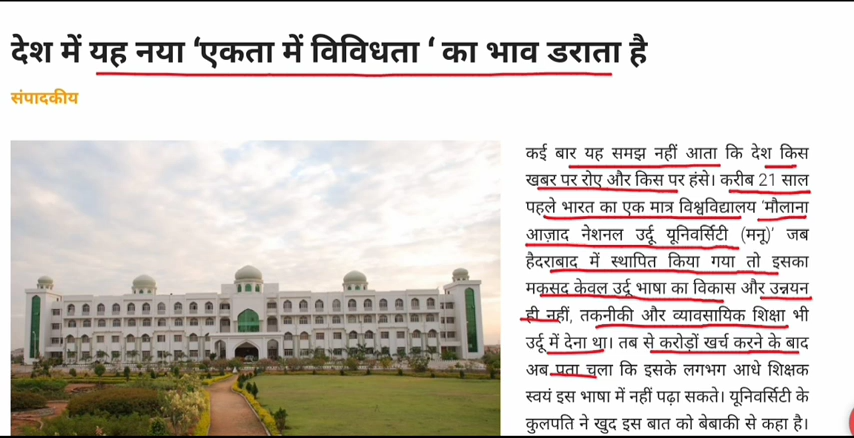 देश में यह नया ‘एकता में विविधता ‘ का भाव डराता है
संपादकीय
कई बार यह समझ नहीं आता कि देश किस
खबर पर रोए और किस पर हंसे। करीब 21 साल
पहले भारत का एक मात्र विश्वविद्यालय ‘मौलाना
आज़ाद नेशनल उर्दू यूनिवर्सिटी (मनू)’ जब
हैदराबाद में स्थापित किया गया तो इसका
मकसद केवल उर्दू भाषा का विकास और उन्नयन
ही नहीं, तकनीकी और व्यावसायिक शिक्षा भी
उर्दू में देना था। तब से करोड़ों खर्च करने के बाद
अब पता चला कि इसके लगभग आधे शिक्षक
स्वयं इस भाषा में नहीं पढ़ा सकते। यूनिवर्सिटी के
कुलपति ने खुद इस बात को बेबाकी से कहा है।